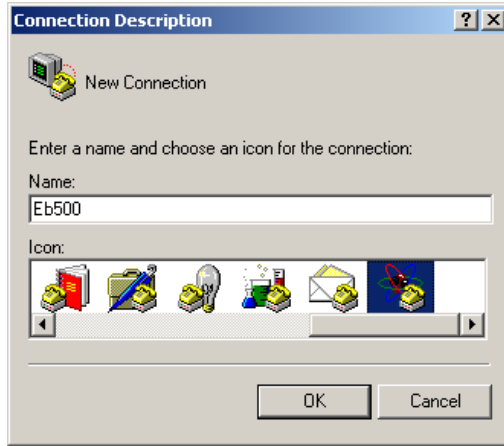 Connection Description
New Connection
Enter a name and choose an icon for the connection:
Name:
Eb500
Icon:
OK Cancel